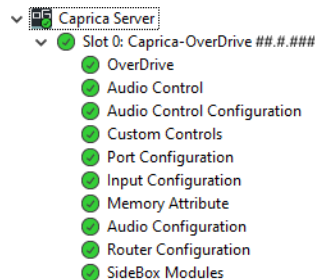 Caprica Server
Slot 0: Caprica-OverDrive ##.#.###
OverDrive
Audio Control
Audio Control Configuration
Custom Controls
Port Configuration
Input Configuration
Memory Attribute
Audio Configuration
Router Configuration
SideBox Modules